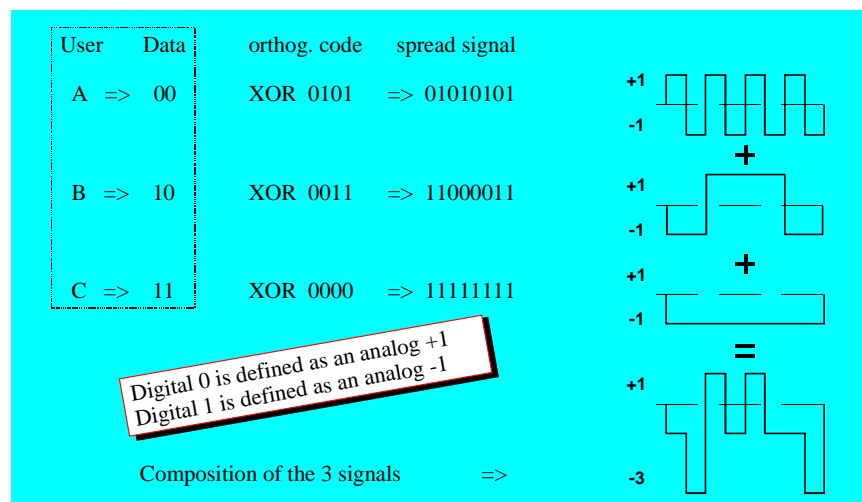 User Data orthog. code spread signal
A => 00 XOR 0101 => 01010101
+1
-1
+
B => 10 XOR 0011 => 11000011
+1
-1
+
C => 11 XOR 0000 => 11111111
+1
-1
=
Digital 0 is defined as an analog +1
Digital 1 is defined as an analog -1
+1
Composition of the 3 signals =>
-3